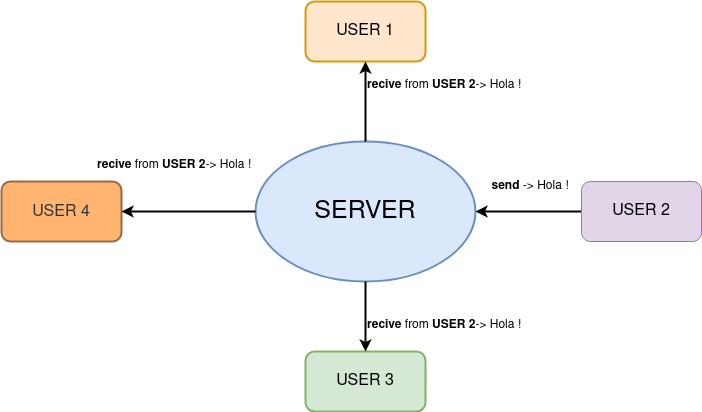 USER 1
recive from USER 2-> Hola !
recive from USER 2-> Hola !
send -> Hola !
USER 4
SERVER
USER 2
recive from USER 2-> Hola !
USER 3